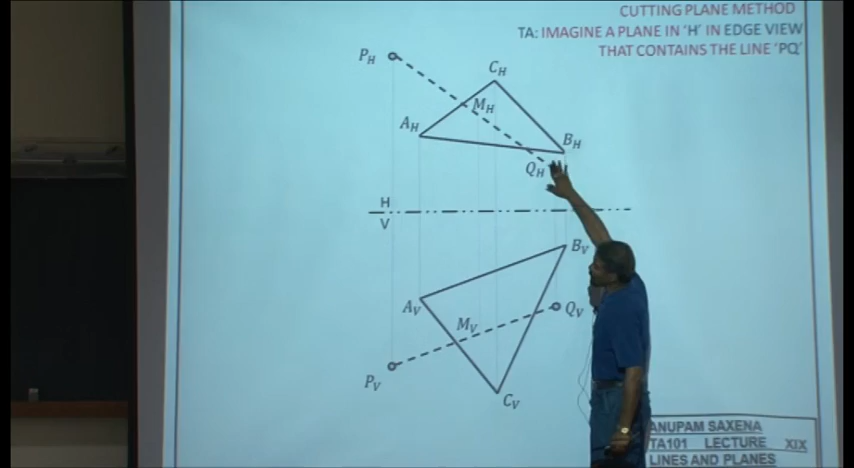 CUTTING PLANE METHOD
TA: IMAGINE A PLANE IN 'H' IN EDGE VIEW
THAT CONTAINS THE LINE 'PQ'
P_H
C_H
M_H
A_H
B_H
Q_H
H
V
B_V
A_V
M_V
Q_V
P_V
C_V
ANUPAM SAXENA
TA101 LECTURE XIX
LINES AND PLANES